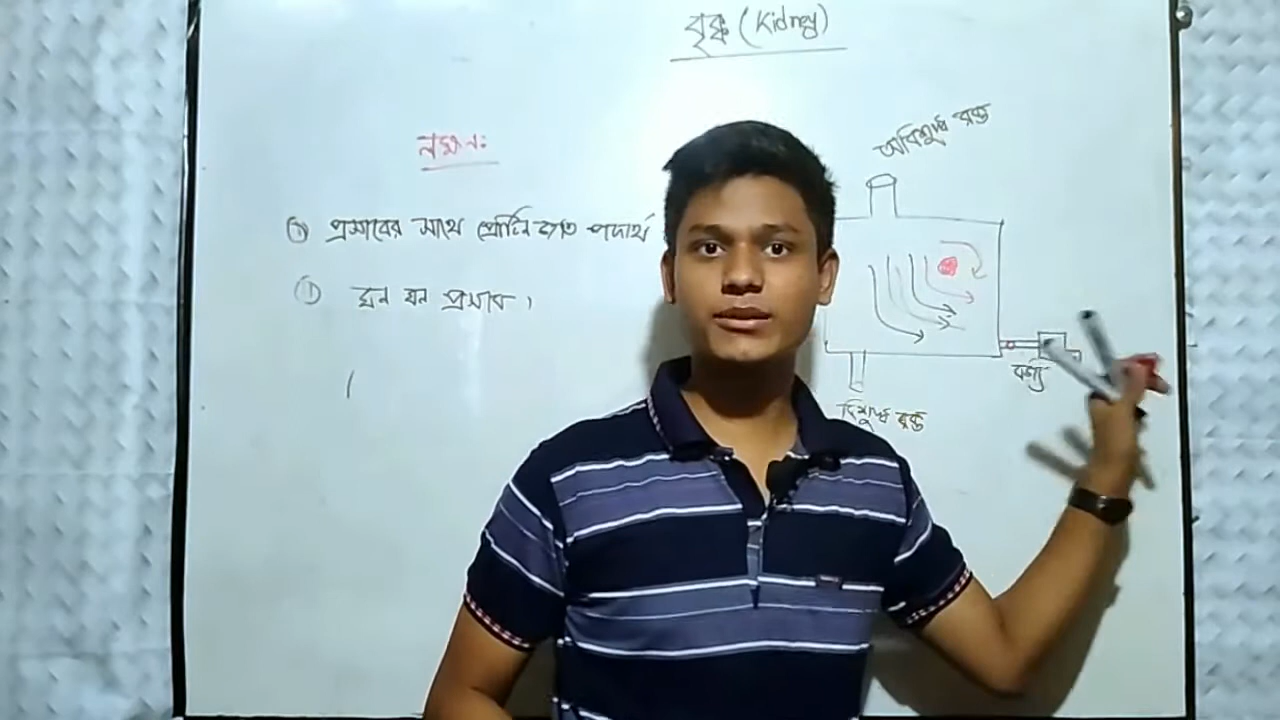 বৃক্ক (Kidney)
লক্ষণঃ
অবিশুদ্ধ রক্ত
প্রসাবের সাথে প্রোটিন জাত পদার্থ
ঘন ঘন প্রসাব।
বর্জ্য
বিশুদ্ধ রক্ত